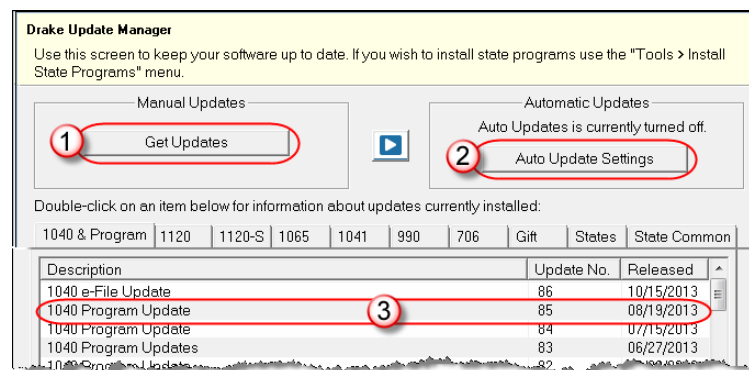 Drake Update Manager
Use this screen to keep your software up to date. If you wish to install state programs use the "Tools > Install
State Programs" menu.
Manual Updates
Automatic Updates
Auto Updates is currently turned off.
1
Get Updates
2
Auto Update Settings
Double-click on an item below for information about updates currently installed:
1040 & Program 1120 1120-S 1065 1041 990 706 Gift States State Common
Description Update No. Released
1040 e-File Update 86 10/15/2013
1040 Program Update 3 85 08/19/2013
1040 Program Update 84 07/15/2013
1040 Program Updates 83 06/27/2013